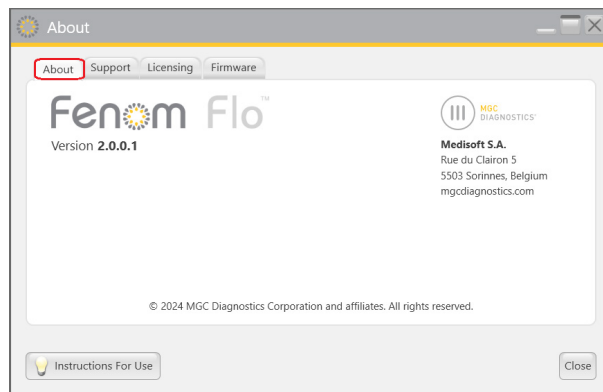 About
About Support Licensing Firmware
Fenom Flo™
Version 2.0.0.1
MGC
DIAGNOSTICS®
Medisoft S.A.
Rue du Clairon 5
5503 Sorinnes, Belgium
mgcdiagnostics.com
© 2024 MGC Diagnostics Corporation and affiliates. All rights reserved.
Instructions For Use
Close